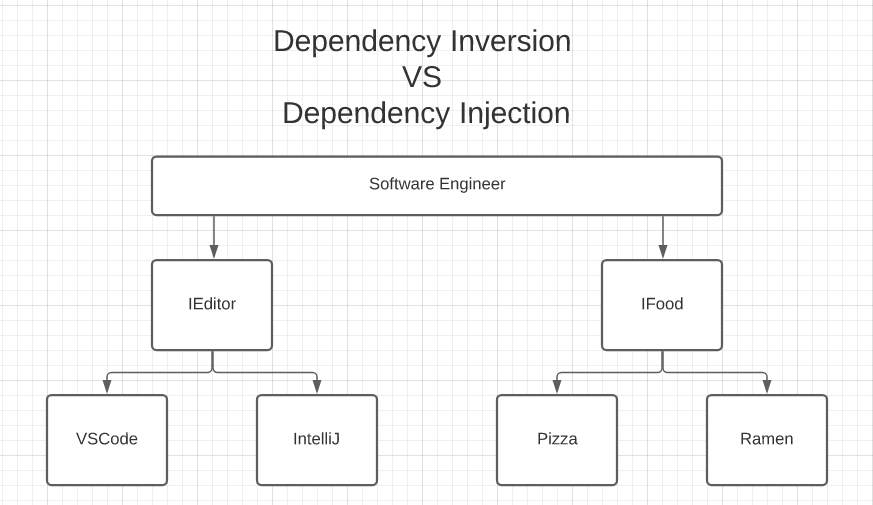 Dependency Inversion
VS
Dependency Injection
Software Engineer
IEditor
IFood
VSCode
IntelliJ
Pizza
Ramen